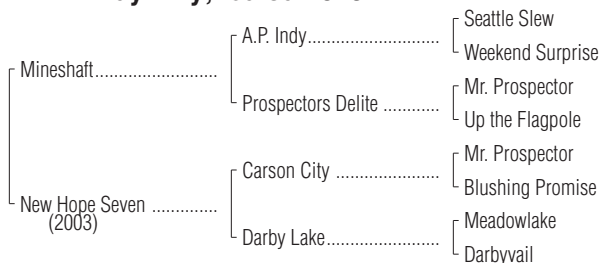 Seattle Slew
A.P. Indy
Weekend Surprise
Mineshaft
Mr. Prospector
Prospectors Delite
Up the Flagpole
Mr. Prospector
Carson City
Blushing Promise
New Hope Seven
(2003)
Meadowlake
Darby Lake
Darbyvail